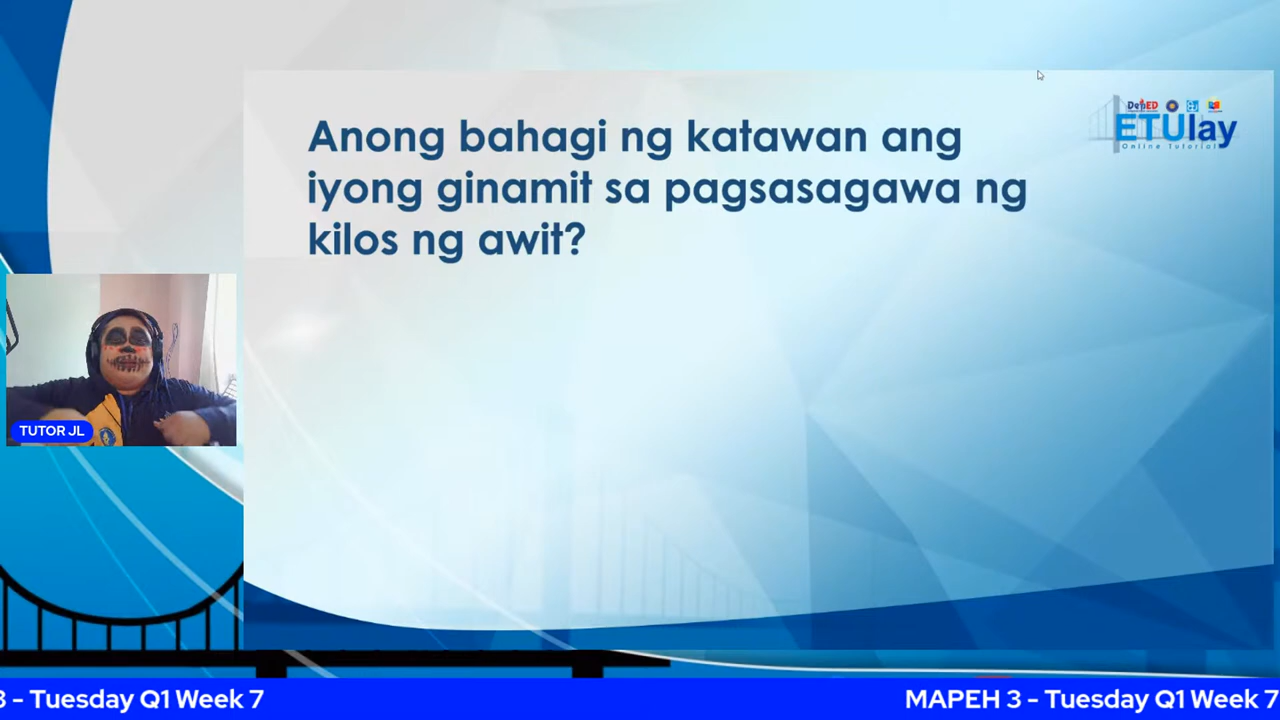 Anong bahagi ng katawan ang
iyong ginamit sa pagsasagawa ng
kilos ng awit?
DepED
ETUlay
Online Tutorial
TUTOR JL
3 - Tuesday Q1 Week 7
MAPEH 3 - Tuesday Q1 Week 7